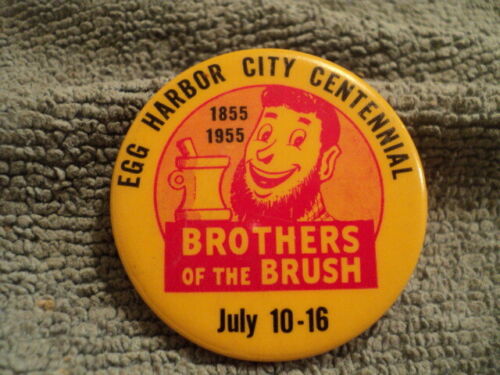 EGG HARBOR CITY CENTENNIAL
1855
1955
BROTHERS
OF THE BRUSH
July 10-16